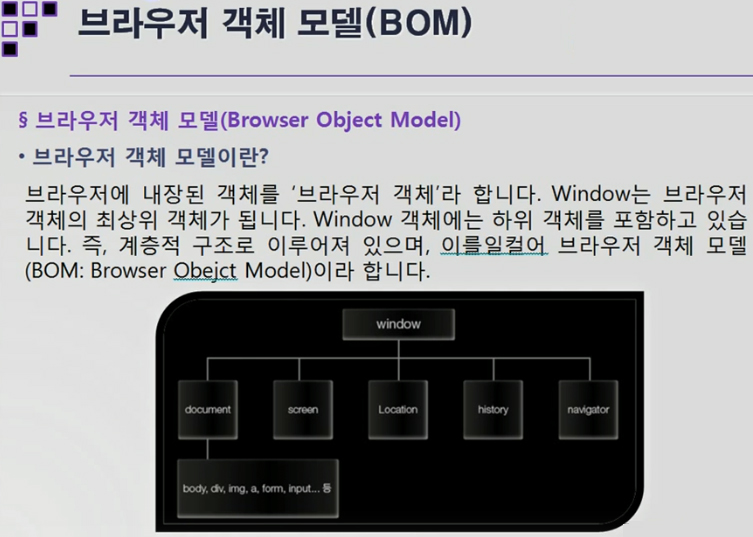 브라우저 객체 모델(BOM)
§ 브라우저 객체 모델(Browser Object Model)
• 브라우저 객체 모델이란?
브라우저에 내장된 객체를 ‘브라우저 객체’라 합니다. Window는 브라우저
객체의 최상위 객체가 됩니다. Window 객체에는 하위 객체를 포함하고 있습
니다. 즉, 계층적 구조로 이루어져 있으며, 이를일컬어 브라우저 객체 모델
(BOM: Browser Obejct Model)이라 합니다.
window
document
screen
Location
history
navigator
body, div, img, a, form, input... 등